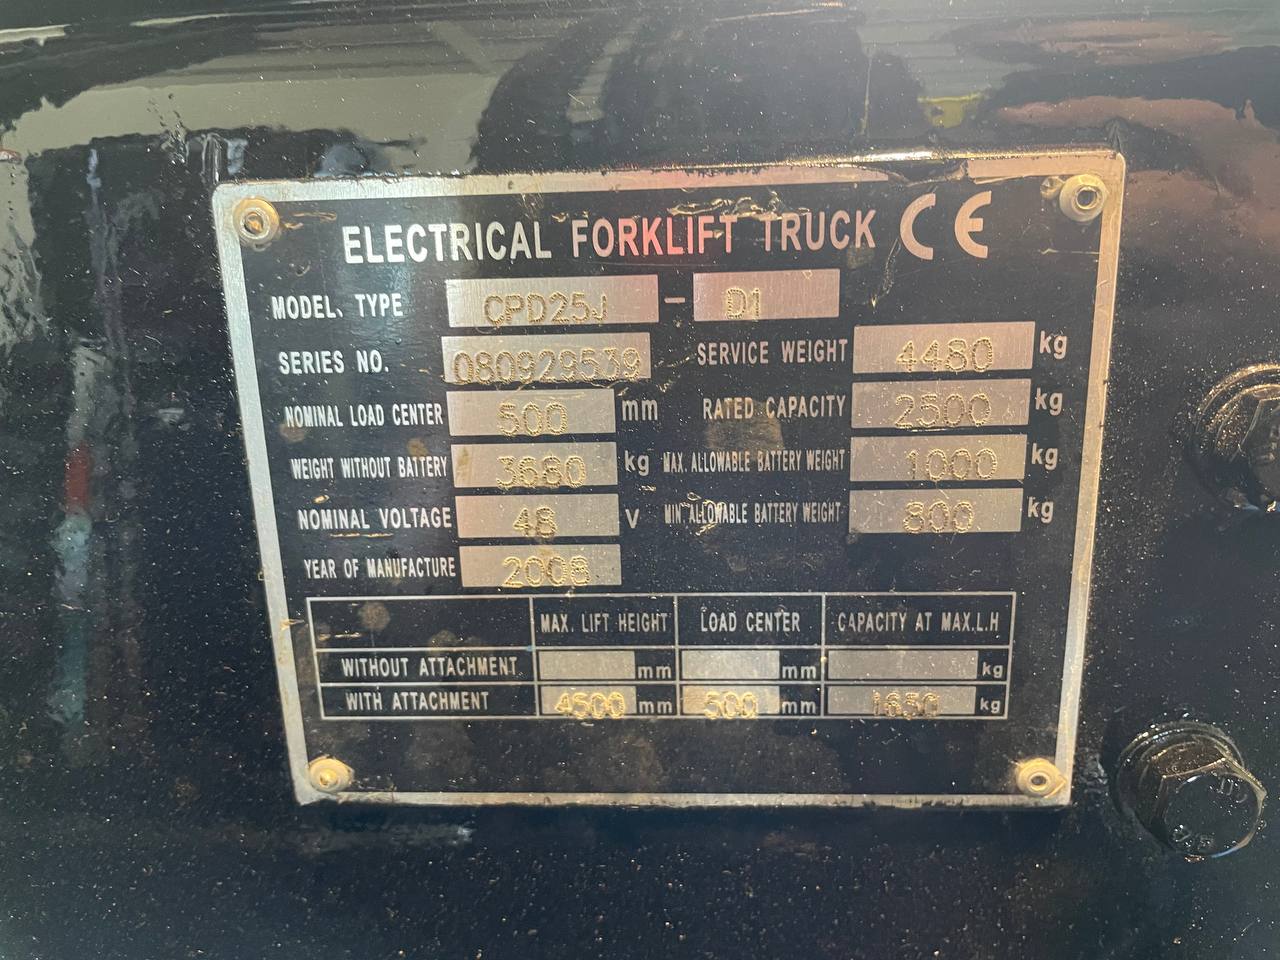 ELECTRICAL FORKLIFT TRUCK CE
MODEL、TYPE CPD25J – D1
SERIES NO. 080929539 SERVICE WEIGHT 4480 kg
NOMINAL LOAD CENTER 500 mm RATED CAPACITY 2500 kg
WEIGHT WITHOUT BATTERY 3680 kg MAX. ALLOWABLE BATTERY WEIGHT 1000 kg
NOMINAL VOLTAGE 48 V MIN ALLOWABLE BATTERY WEIGHT 800 kg
YEAR OF MANUFACTURE 2008
MAX. LIFT HEIGHT LOAD CENTER CAPACITY AT MAX.L.H
WITHOUT ATTACHMENT mm mm kg
WITH ATTACHMENT 4500 mm 500 mm kg